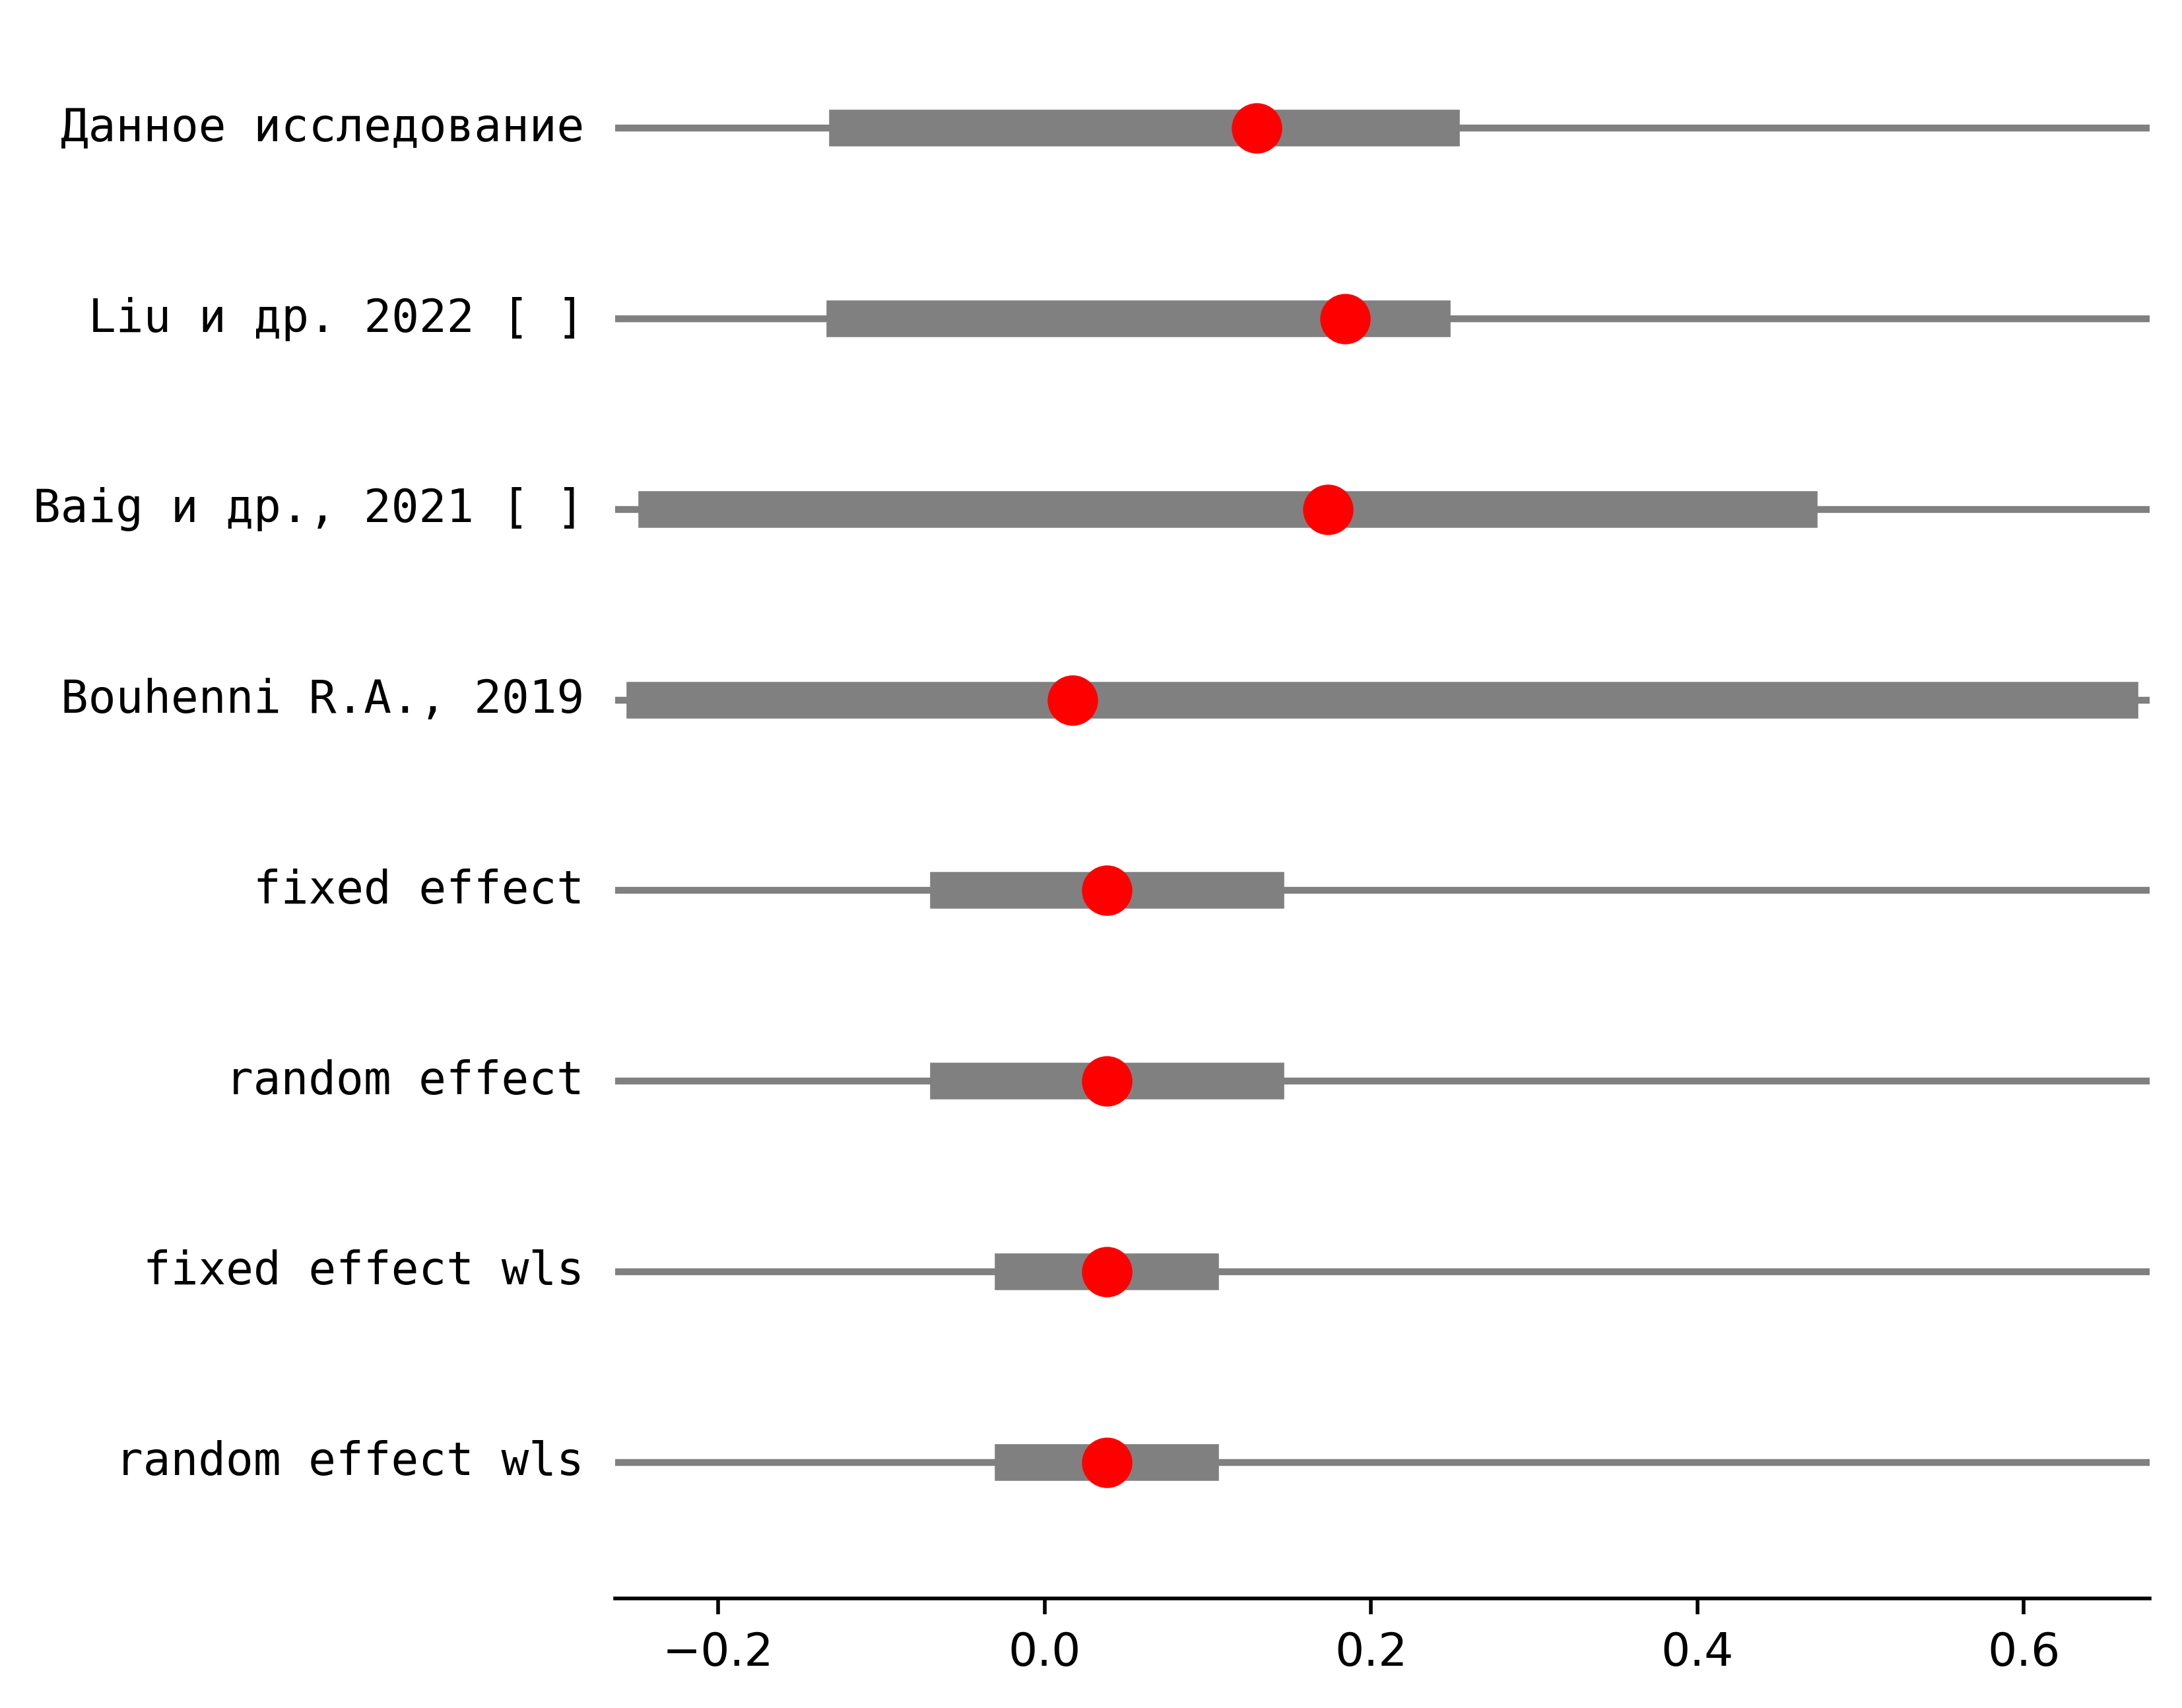 Данное исследование
Liu и др. 2022 [ ]
Baig и др., 2021 [ ]
Bouhenni R.A., 2019
fixed effect
random effect
fixed effect wls
random effect wls
−0.2 0.0 0.2 0.4 0.6